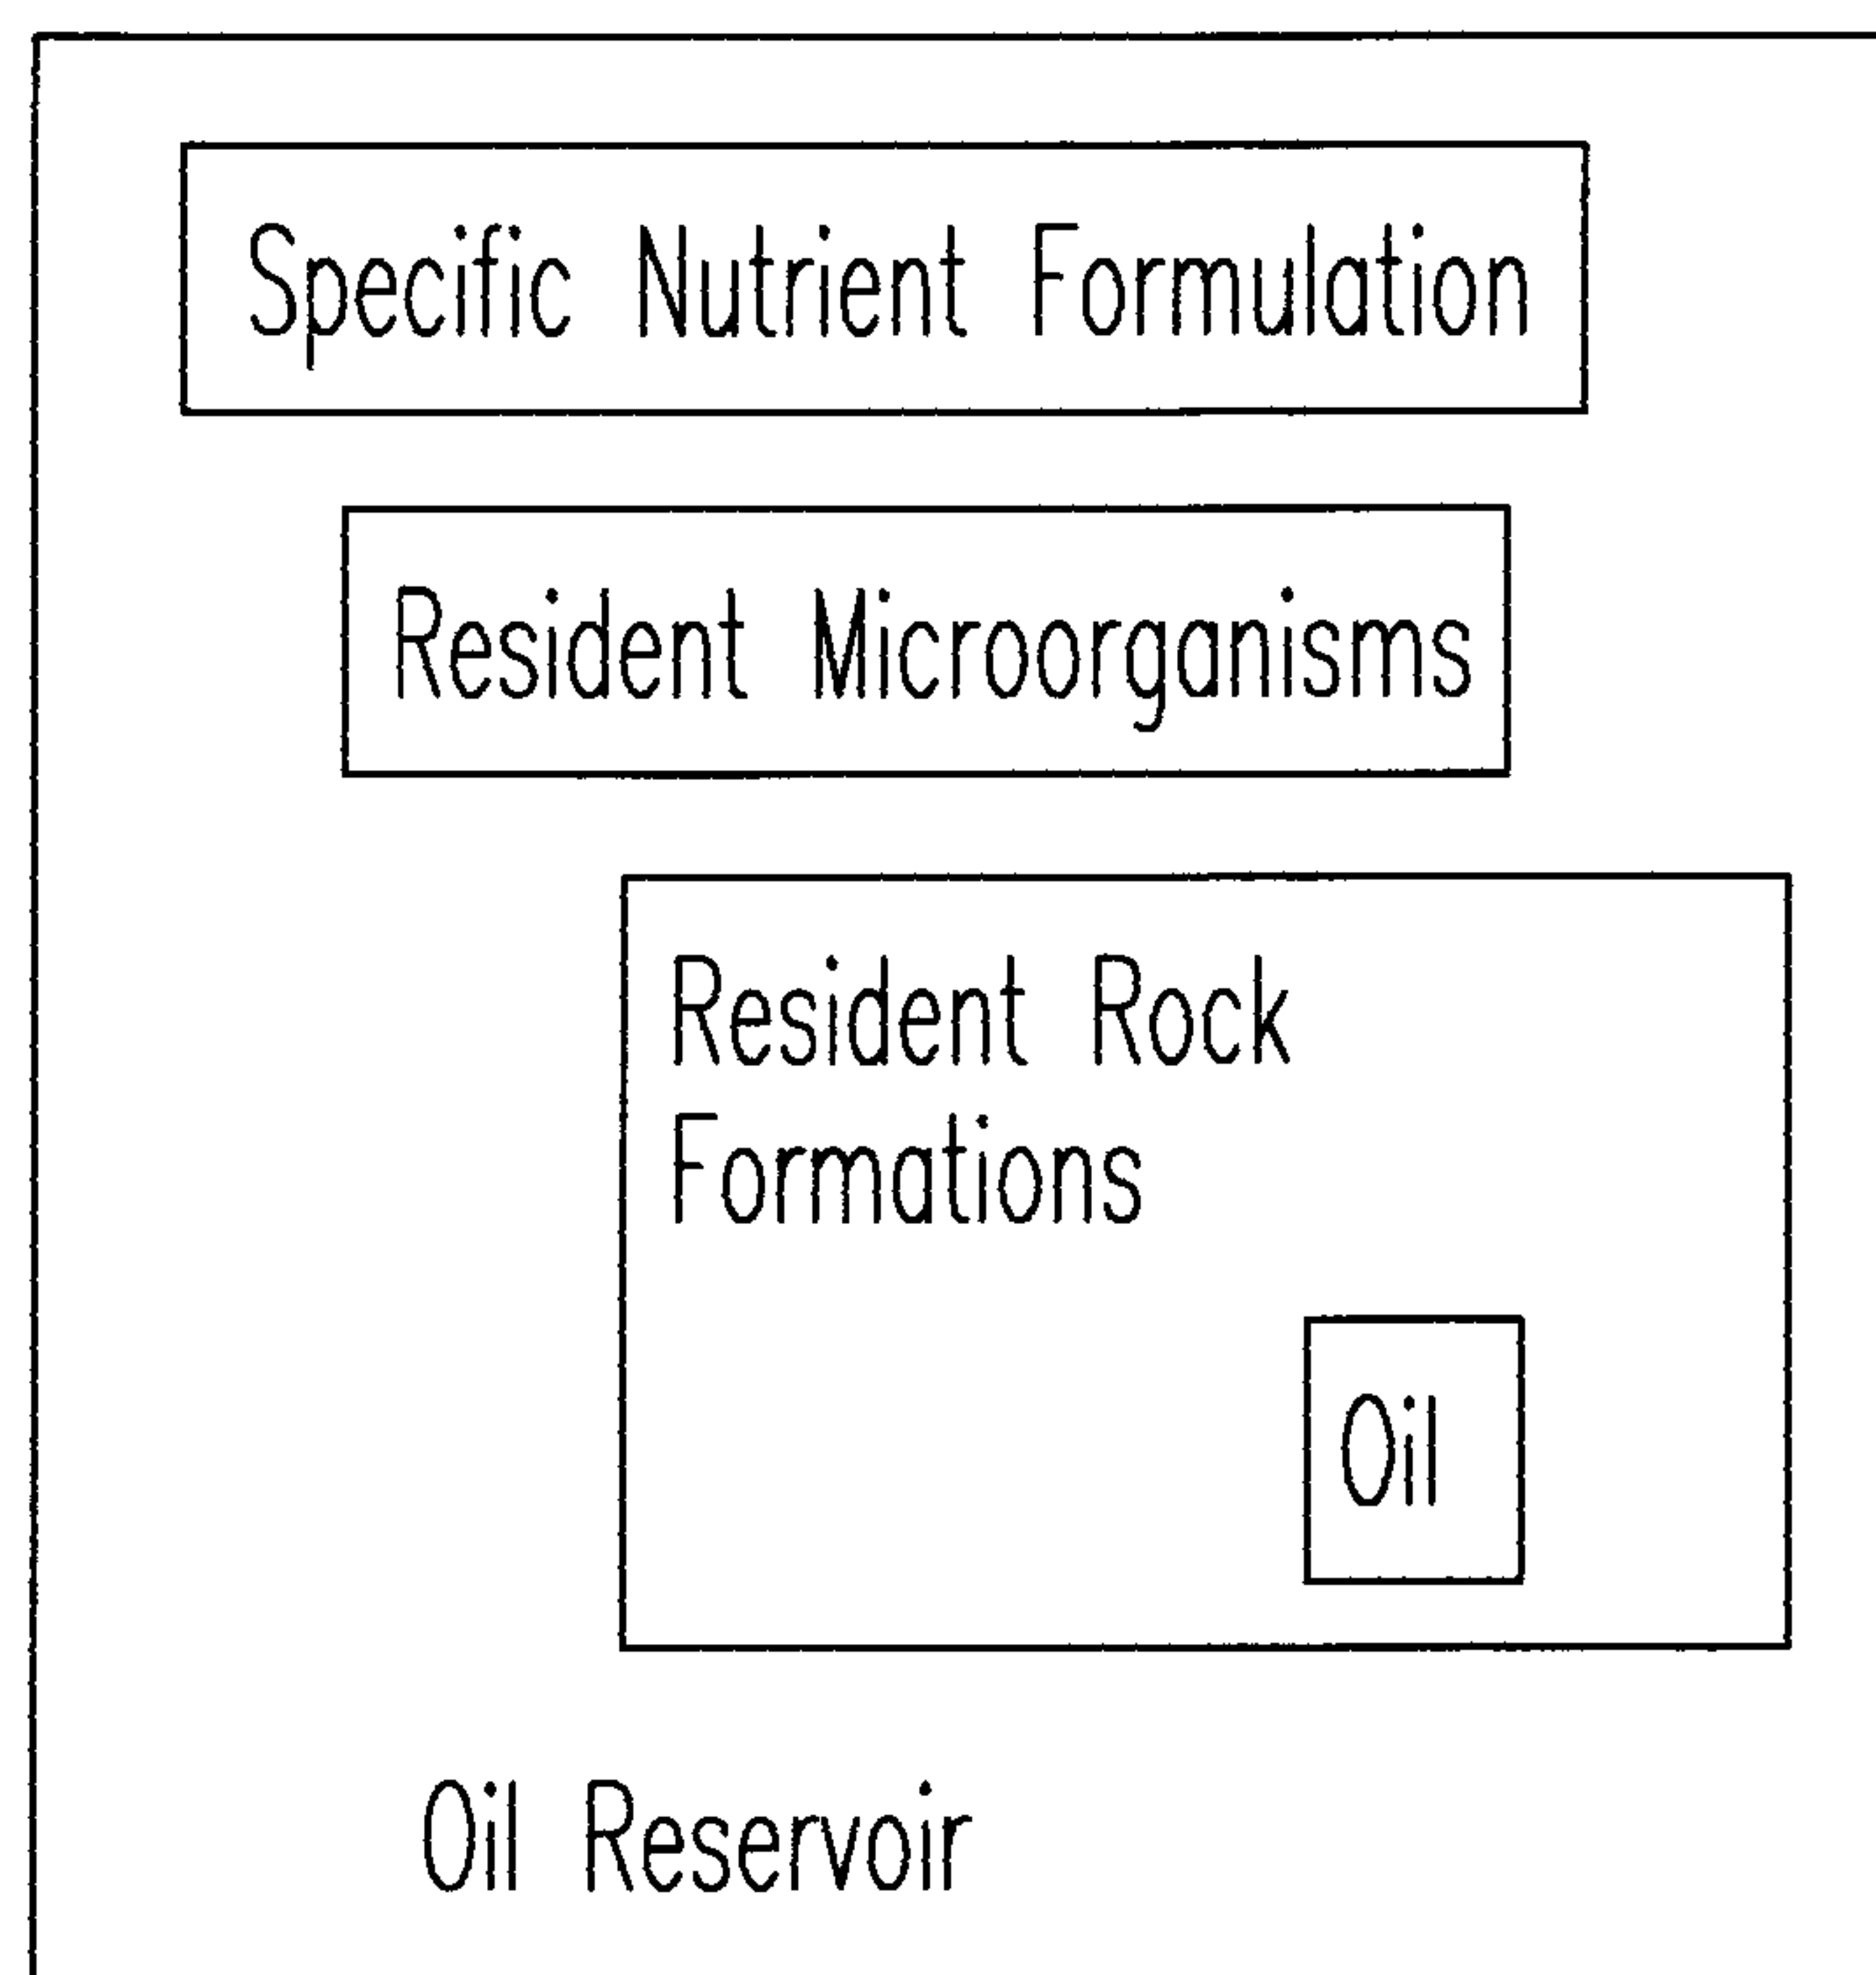 Specific Nutrient Formulation
Resident Microorganisms
Resident Rock
Formations
Oil
Oil Reservoir